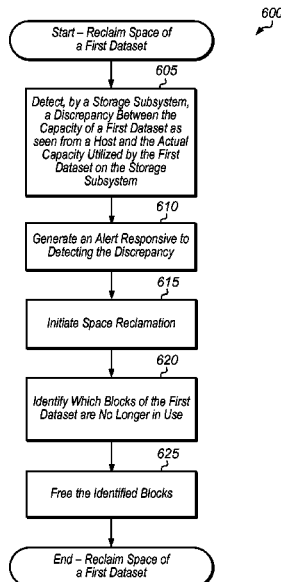 600
Start – Reclaim Space of
a First Dataset
605
Detect, by a Storage Subsystem,
a Discrepancy Between the
Capacity of a First Dataset as
seen from a Host and the Actual
Capacity Utilized by the First
Dataset on the Storage
Subsystem
610
Generate an Alert Responsive to
Detecting the Discrepancy
615
Initiate Space Reclamation
620
Identify Which Blocks of the First
Dataset are No Longer in Use
625
Free the Identified Blocks
End – Reclaim Space of
a First Dataset